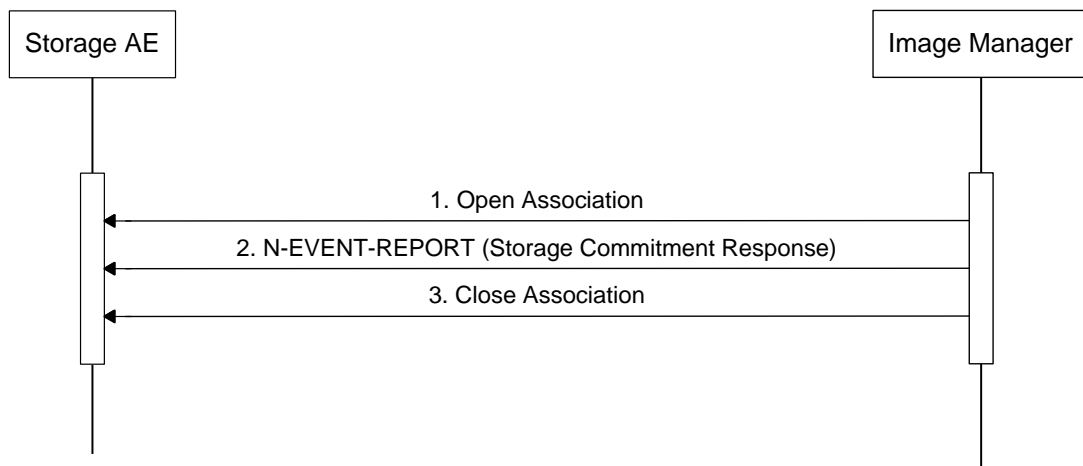 Storage AE
Image Manager
1. Open Association
2. N-EVENT-REPORT (Storage Commitment Response)
3. Close Association